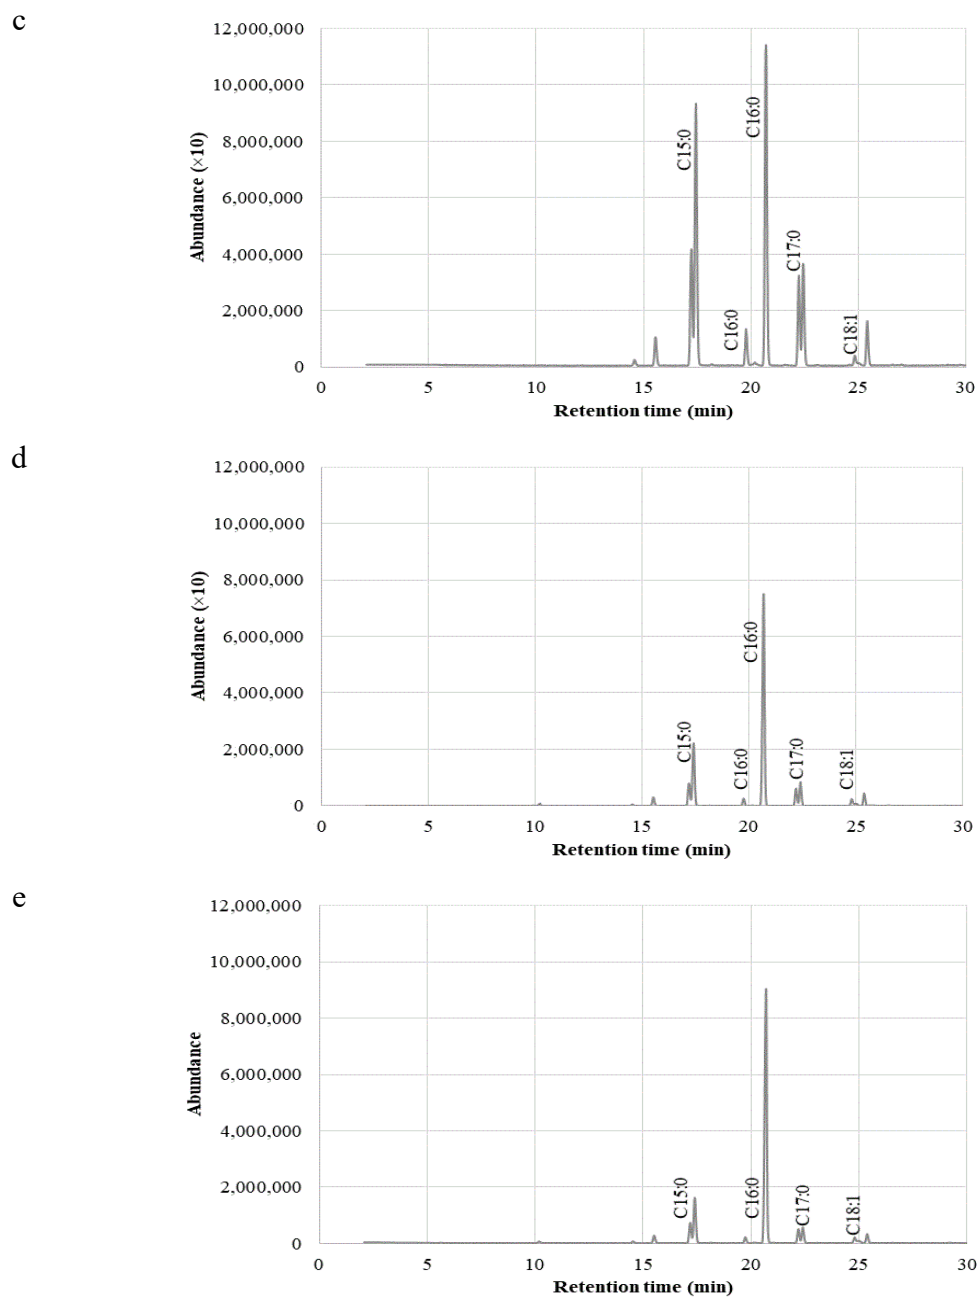 c
12,000,000
10,000,000
8,000,000
6,000,000
4,000,000
2,000,000
0
Abundance (×10)
C15:0
C16:0
C16:0
C17:0
C18:1
0 5 10 15 20 25 30
Retention time (min)
d
12,000,000
10,000,000
8,000,000
6,000,000
4,000,000
2,000,000
0
Abundance (×10)
C15:0
C16:0
C16:0
C17:0
C18:1
0 5 10 15 20 25 30
Retention time (min)
e
12,000,000
10,000,000
8,000,000
6,000,000
4,000,000
2,000,000
0
Abundance
C15:0
C16:0
C17:0
C18:1
0 5 10 15 20 25 30
Retention time (min)